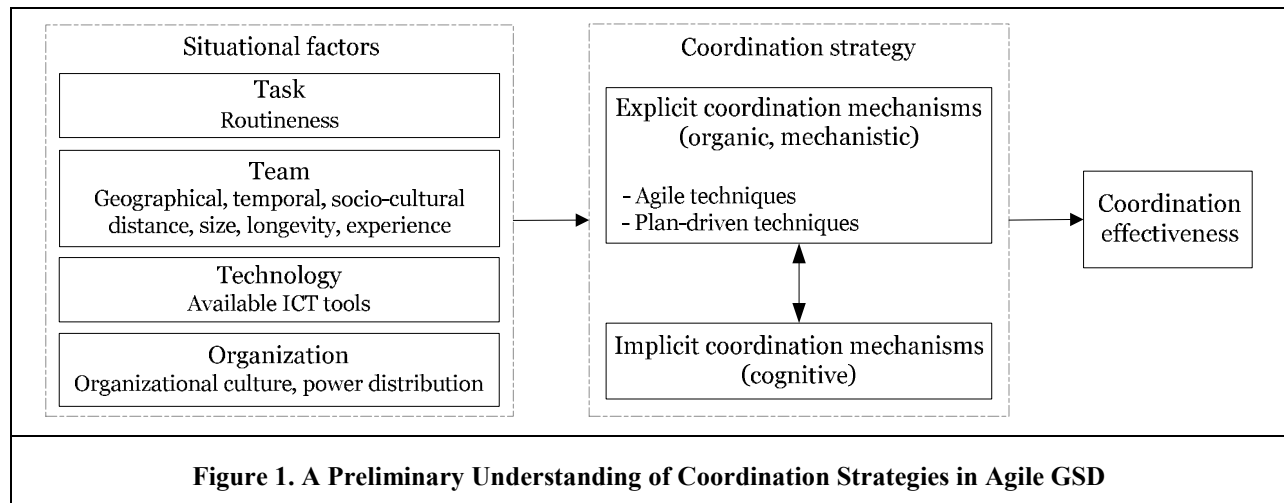 Situational factors
Task
Routineness
Team
Geographical, temporal, socio-cultural
distance, size, longevity, experience
Technology
Available ICT tools
Organization
Organizational culture, power distribution
Coordination strategy
Explicit coordination mechanisms
(organic, mechanistic)
- Agile techniques
- Plan-driven techniques
Implicit coordination mechanisms
(cognitive)
Coordination
effectiveness
Figure 1. A Preliminary Understanding of Coordination Strategies in Agile GSD